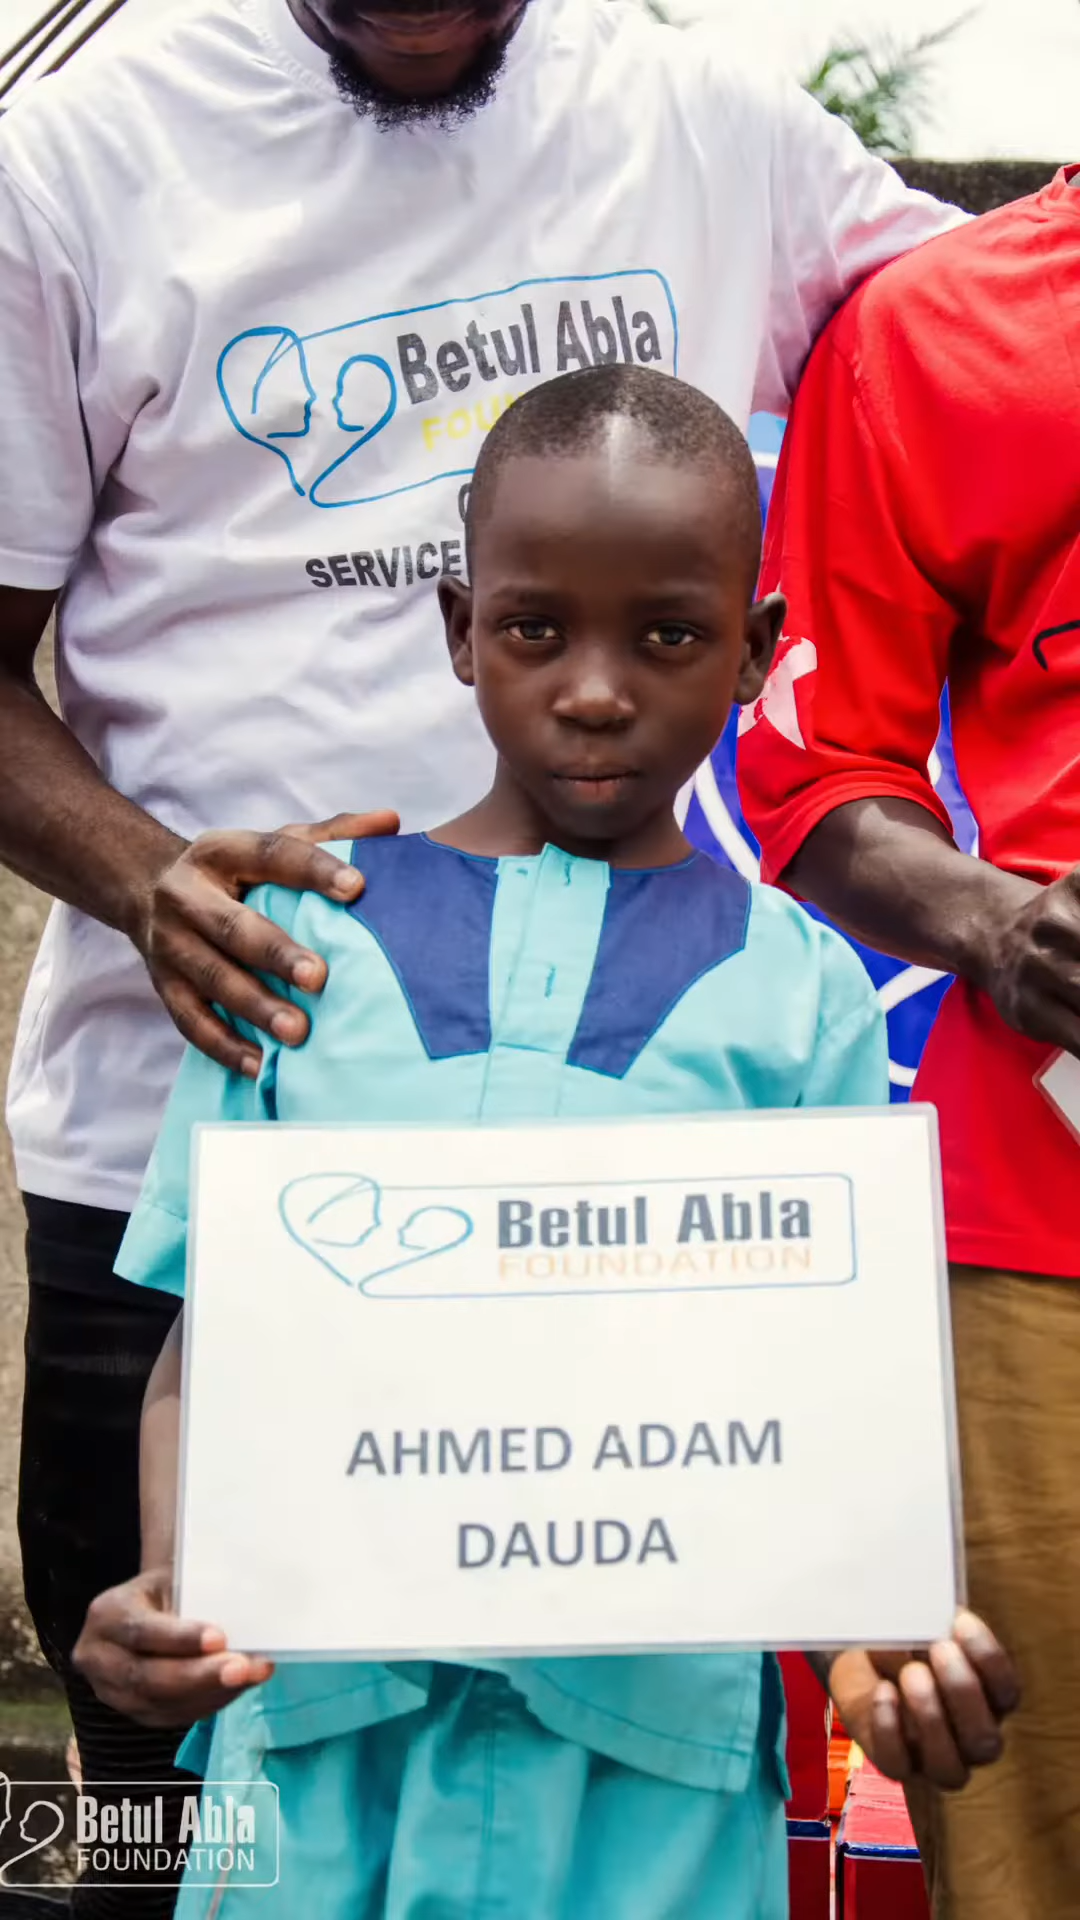 Betul Abla
SERVICE
Betul Abla
FOUNDATION
AHMED ADAM
DAUDA
Betul Abla
FOUNDATION